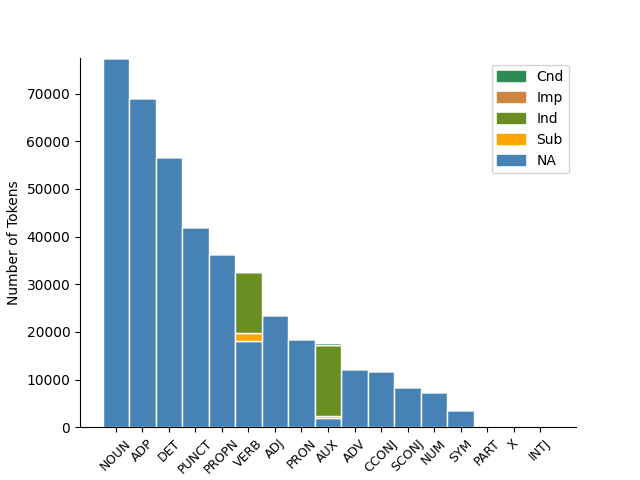 Number of Tokens
70000
60000
50000
40000
30000
20000
10000
0
Cnd
Imp
Ind
Sub
NA
NOUN
ADP
DET
PUNCT
PROPN
VERB
ADJ
PRON
AUX
ADV
CCONJ
SCONJ
NUM
SYM
PART
X
INTJ